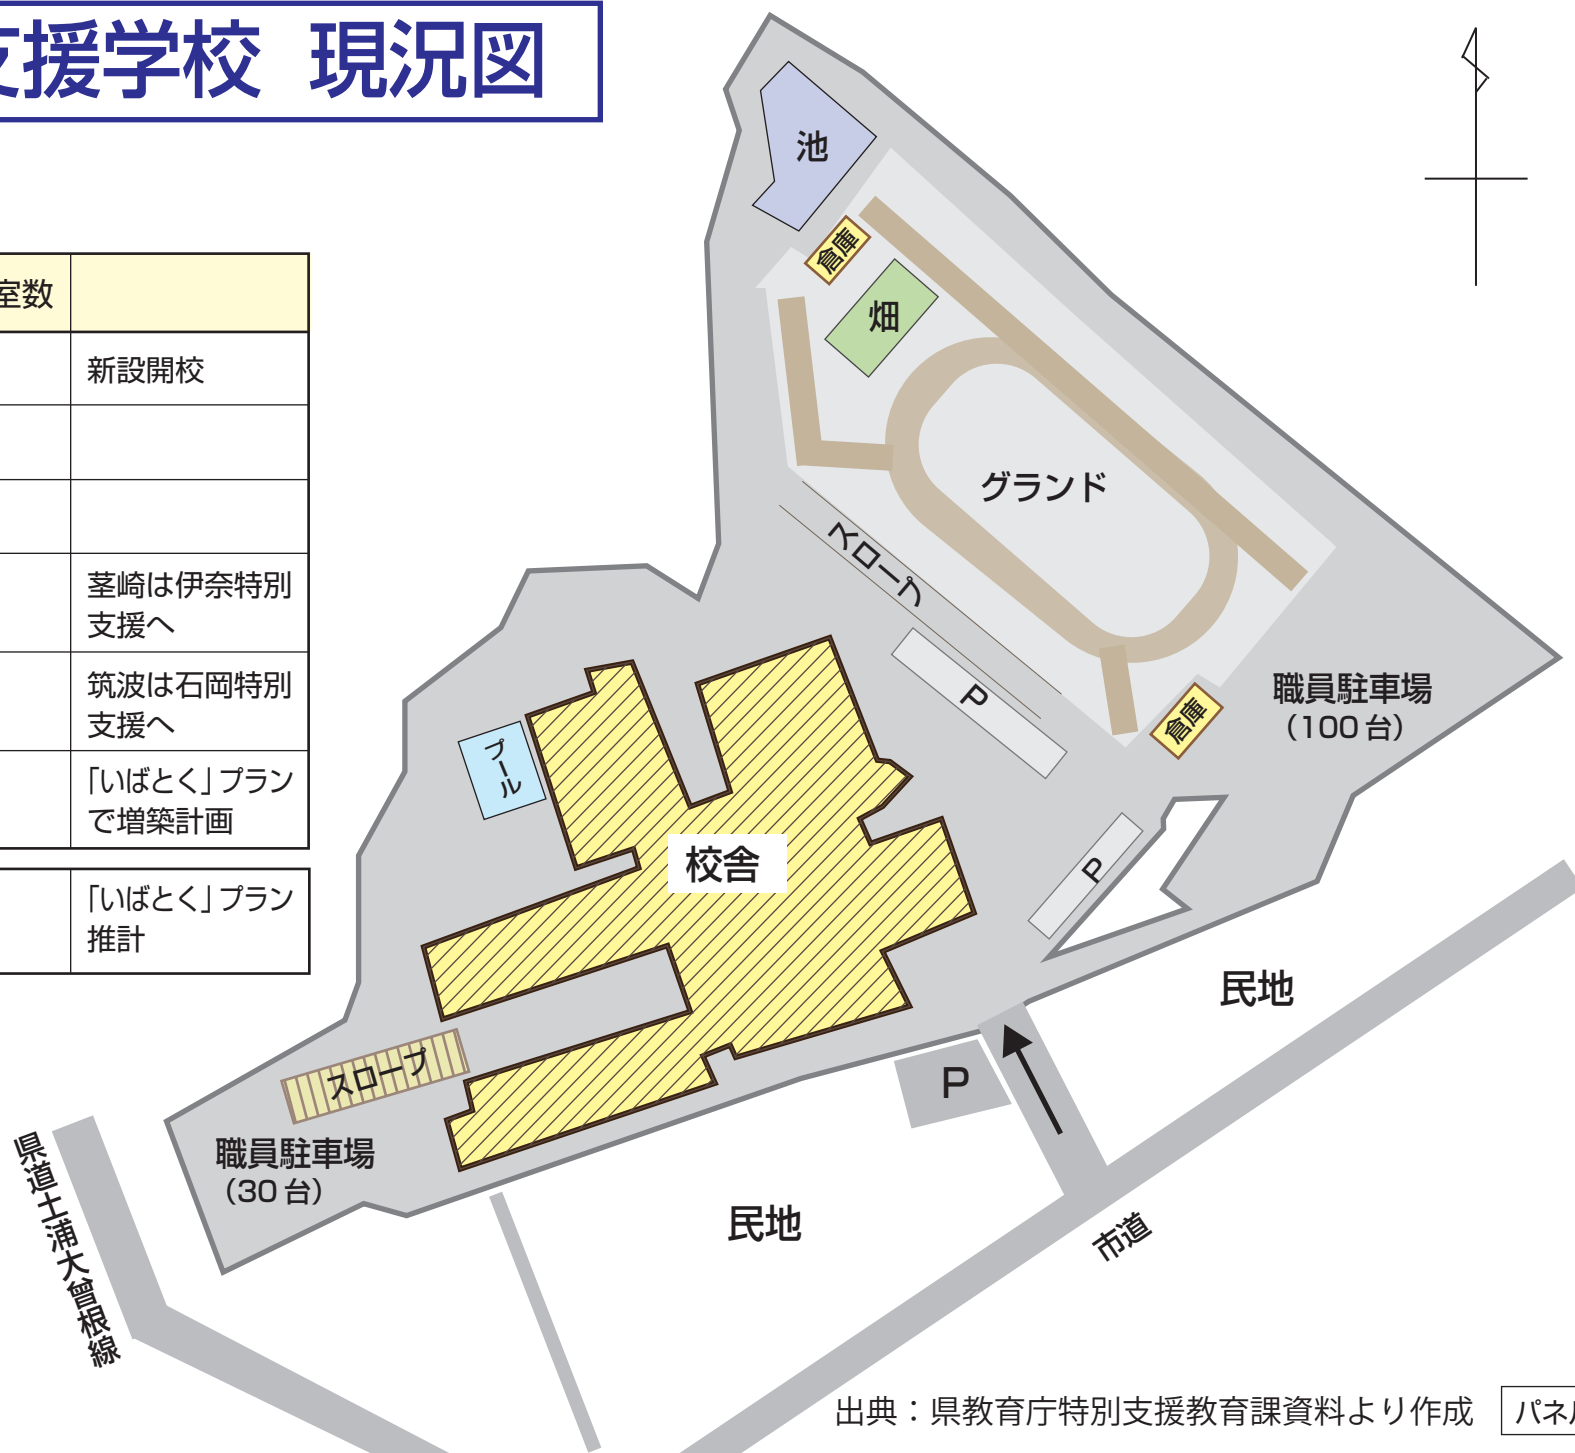 支援学校 現況図
室数
新設開校
茎崎は伊奈特別
支援へ
筑波は石岡特別
支援へ
「いばとく」プラン
で増築計画
「いばとく」プラン
推計
池
倉庫
畑
グランド
スロープ
P
倉庫
職員駐車場
（100台）
プール
校舎
P
民地
スロープ
P
職員駐車場
（30台）
県道土浦大曾根線
民地
市道
出典：県教育庁特別支援教育課資料より作成
パネル